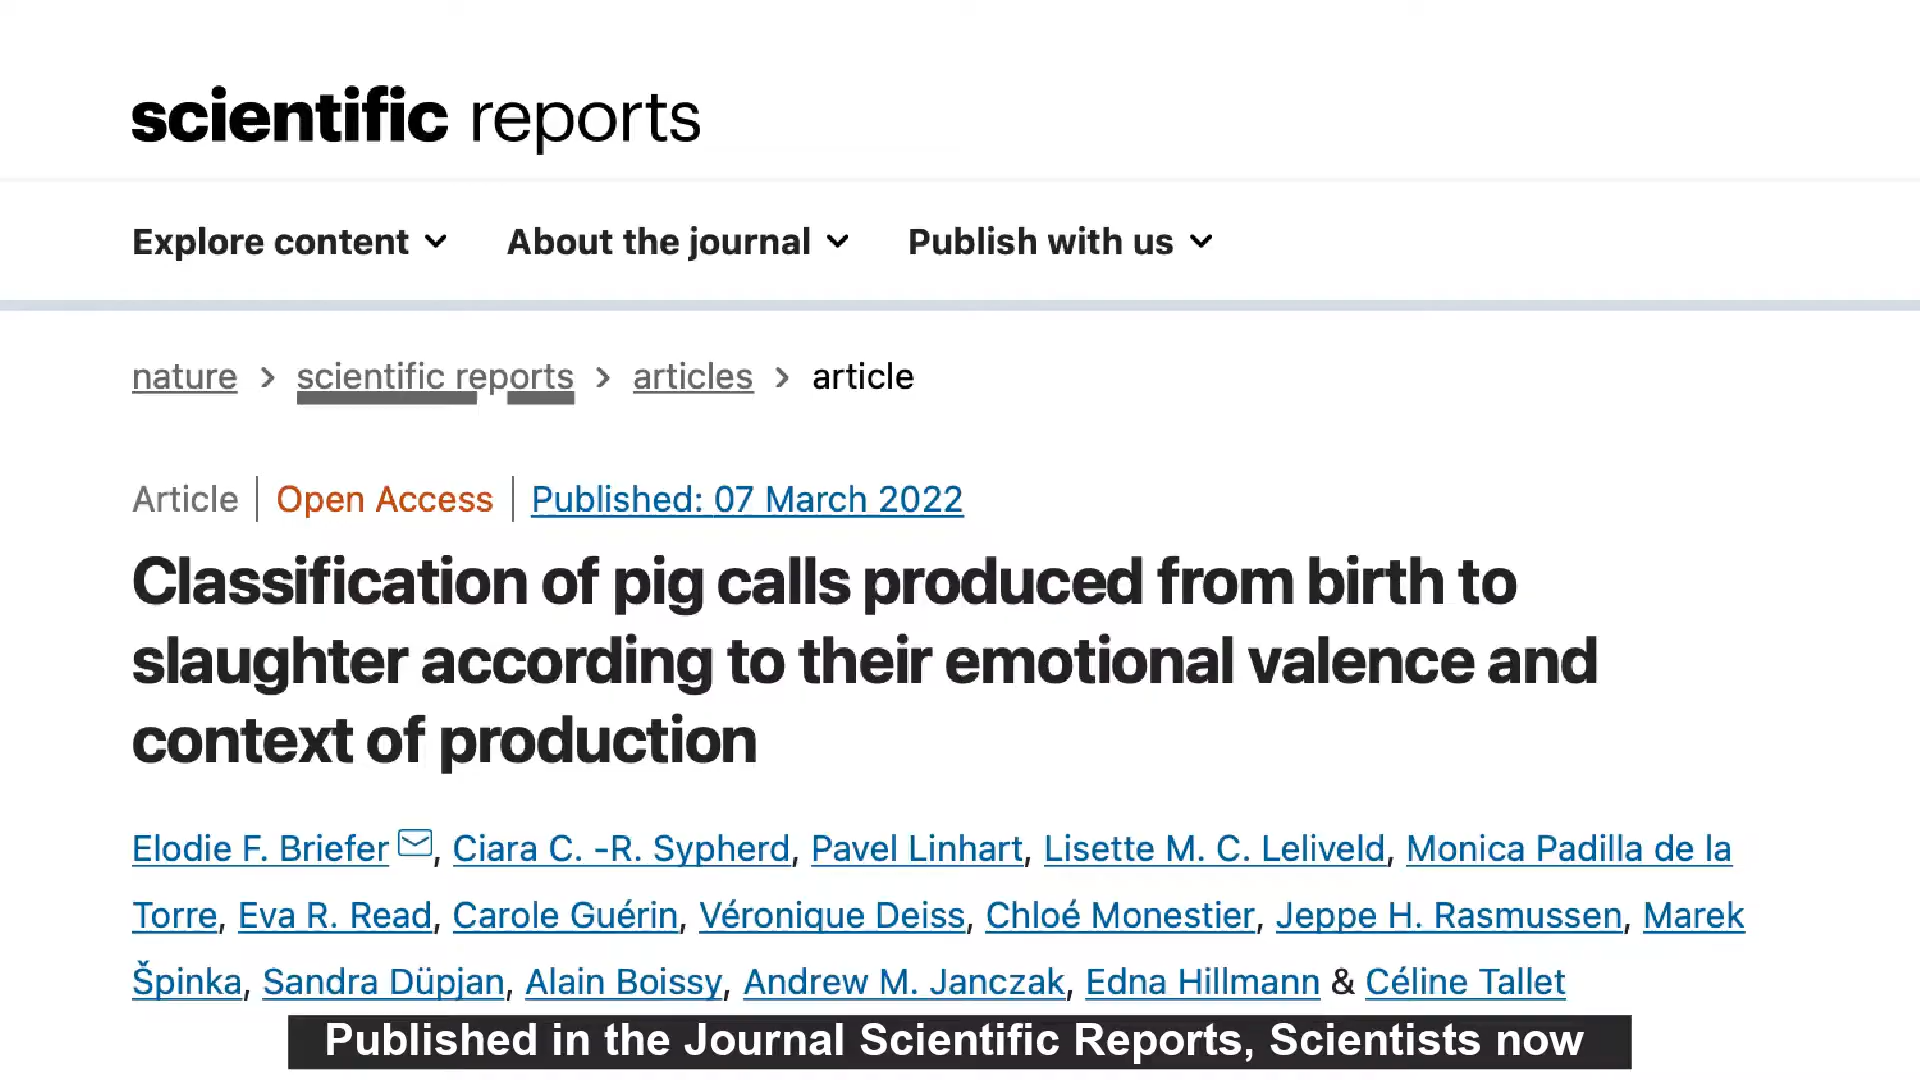 scientific reports
Explore content About the journal Publish with us
nature > scientific reports > articles > article
Article | Open Access | Published: 07 March 2022
Classification of pig calls produced from birth to
slaughter according to their emotional valence and
context of production
Elodie F. Briefer, Ciara C. -R. Sypherd, Pavel Linhart, Lisette M. C. Leliveld, Monica Padilla de la
Torre, Eva R. Read, Carole Guérin, Véronique Deiss, Chloé Monestier, Jeppe H. Rasmussen, Marek
Špinka, Sandra Düpjan, Alain Boissy, Andrew M. Janczak, Edna Hillmann & Céline Tallet
Published in the Journal Scientific Reports, Scientists now